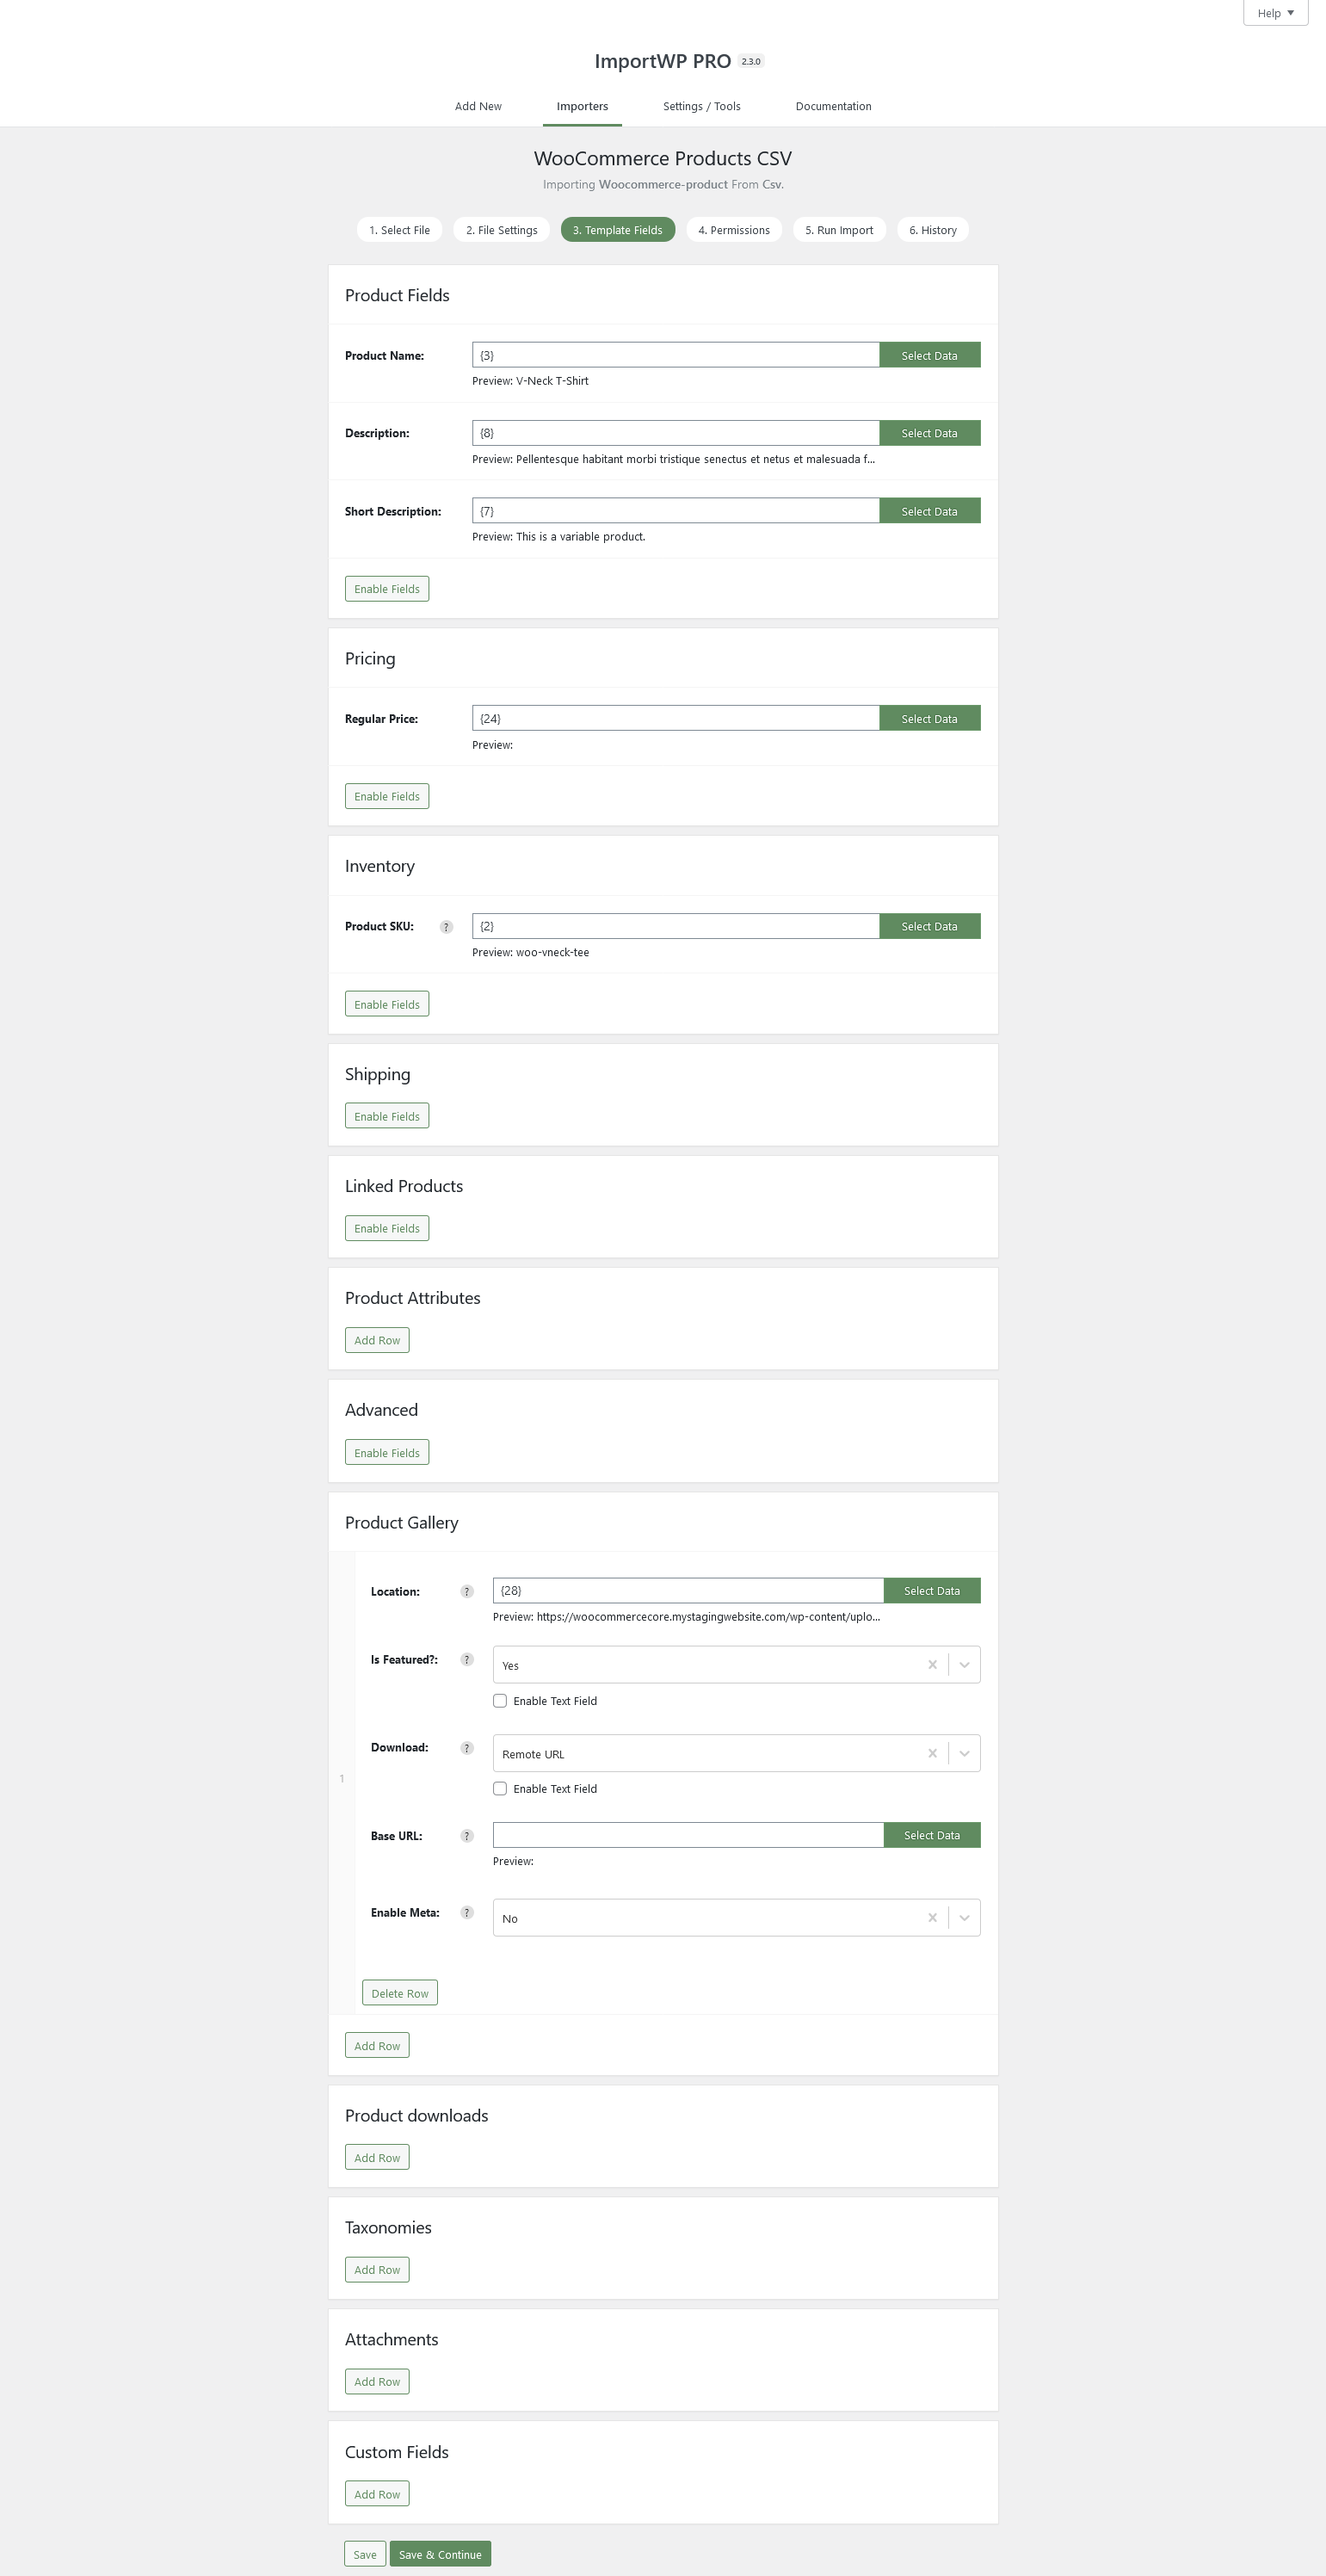 Help ▼
ImportWP PRO 2.3.0
Add New Importers Settings / Tools Documentation
WooCommerce Products CSV
Importing Woocommerce-product From Csv.
1. Select File 2. File Settings 3. Template Fields 4. Permissions 5. Run Import 6. History
Product Fields
Product Name: {3} Select Data
Preview: V-Neck T-Shirt
Description: {8} Select Data
Preview: Pellentesque habitant morbi tristique senectus et netus et malesuada f...
Short Description: {7} Select Data
Preview: This is a variable product.
Enable Fields
Pricing
Regular Price: {24} Select Data
Preview:
Enable Fields
Inventory
Product SKU: ? {2} Select Data
Preview: woo-vneck-tee
Enable Fields
Shipping
Enable Fields
Linked Products
Enable Fields
Product Attributes
Add Row
Advanced
Enable Fields
Product Gallery
Location: ? {28} Select Data
Preview: https://woocommercecore.mystagingwebsite.com/wp-content/uplo...
Is Featured?: ? Yes
Enable Text Field
Download: ? Remote URL
1
Enable Text Field
Base URL: ? Select Data
Preview:
Enable Meta: ? No
Delete Row
Add Row
Product downloads
Add Row
Taxonomies
Add Row
Attachments
Add Row
Custom Fields
Add Row
Save Save & Continue